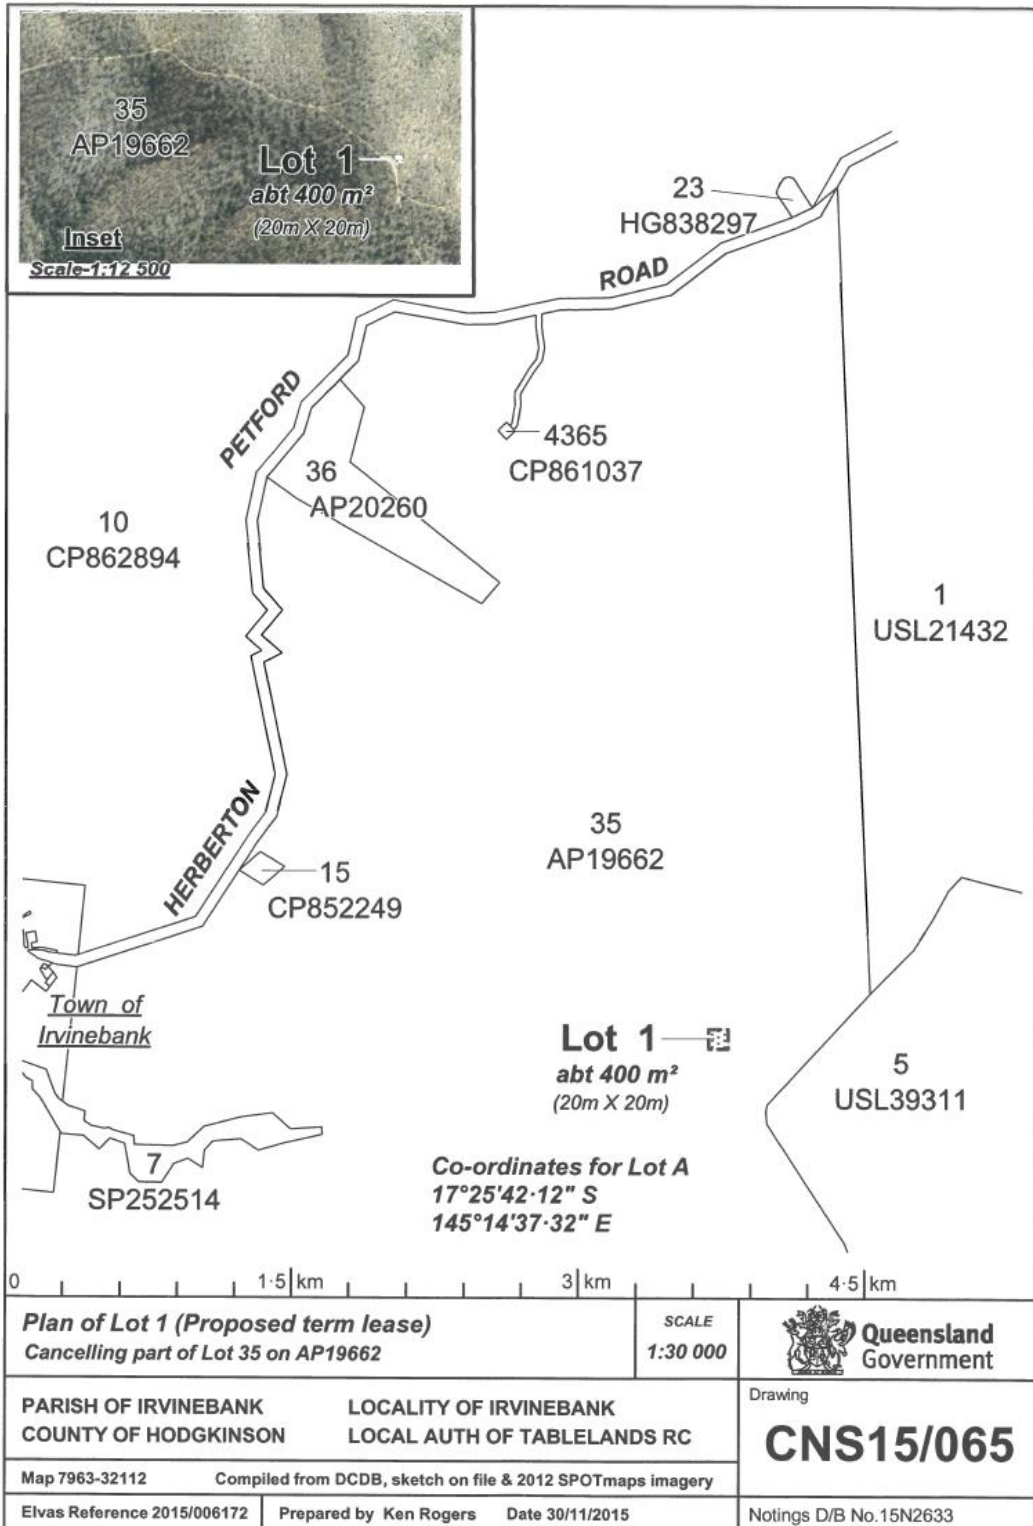 35
AP19662
Lot 1
abt 400 m²
(20m X 20m)
Inset
Scale-1:12 500
23
HG838297
ROAD
PETFORD
4365
CP861037
36
AP20260
10
CP862894
1
USL21432
35
AP19662
HERBERTON
15
CP852249
Town of
Irvinebank
Lot 1
abt 400 m²
(20m X 20m)
5
USL39311
7
SP252514
Co-ordinates for Lot A
17°25'42·12" S
145°14'37·32" E
0 1·5 km 3 km 4·5 km
Plan of Lot 1 (Proposed term lease)
Cancelling part of Lot 35 on AP19662
SCALE
1:30 000
Queensland
Government
PARISH OF IRVINEBANK LOCALITY OF IRVINEBANK
COUNTY OF HODGKINSON LOCAL AUTH OF TABLELANDS RC
Drawing
CNS15/065
Map 7963-32112 Compiled from DCDB, sketch on file & 2012 SPOTmaps imagery
Elvas Reference 2015/006172 Prepared by Ken Rogers Date 30/11/2015
Notings D/B No.15N2633